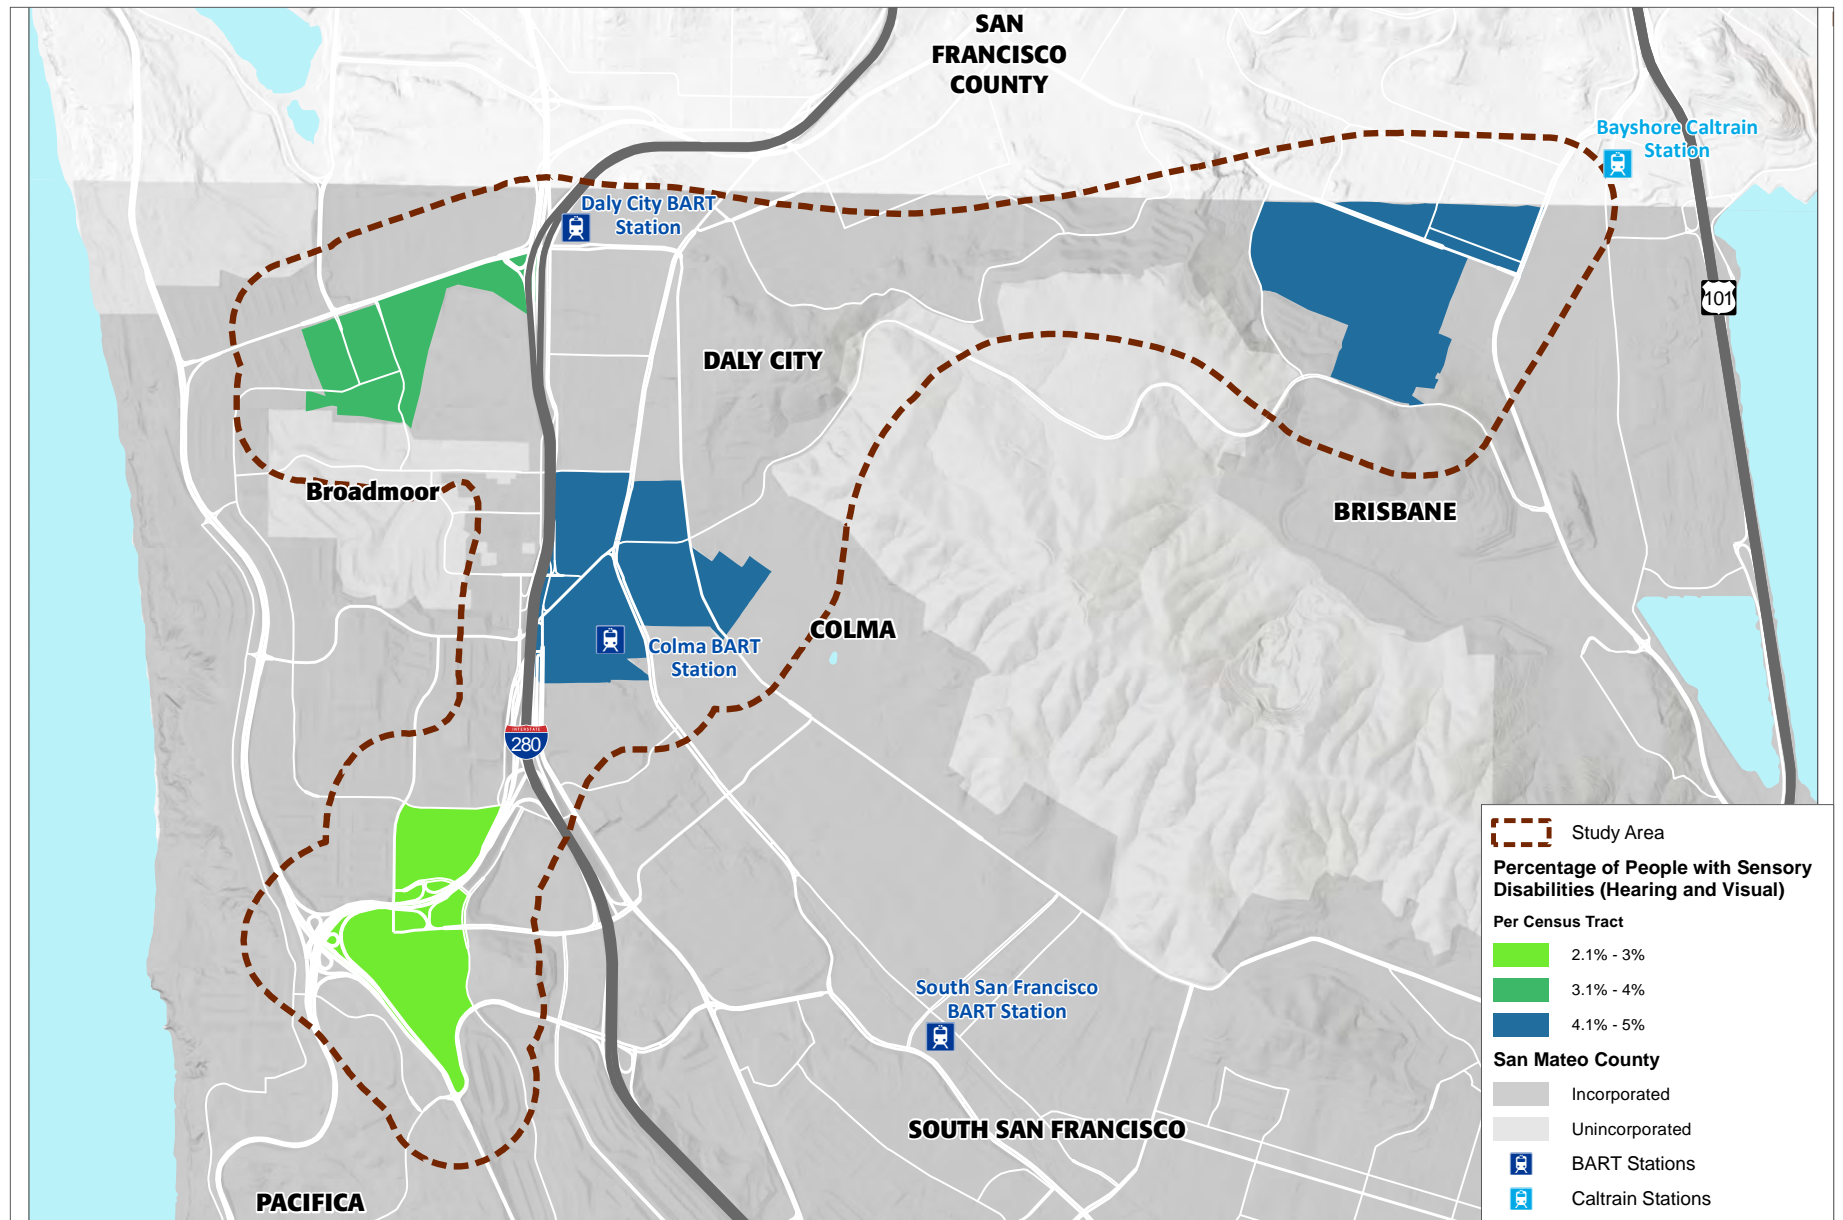 SAN
FRANCISCO
COUNTY
Bayshore Caltrain
Station
Daly City BART
Station
101
DALY CITY
Broadmoor
BRISBANE
COLMA
Colma BART
Station
INTERSTATE
280
South San Francisco
BART Station
SOUTH SAN FRANCISCO
PACIFICA
Study Area
Percentage of People with Sensory
Disabilities (Hearing and Visual)
Per Census Tract
2.1% - 3%
3.1% - 4%
4.1% - 5%
San Mateo County
Incorporated
Unincorporated
BART Stations
Caltrain Stations